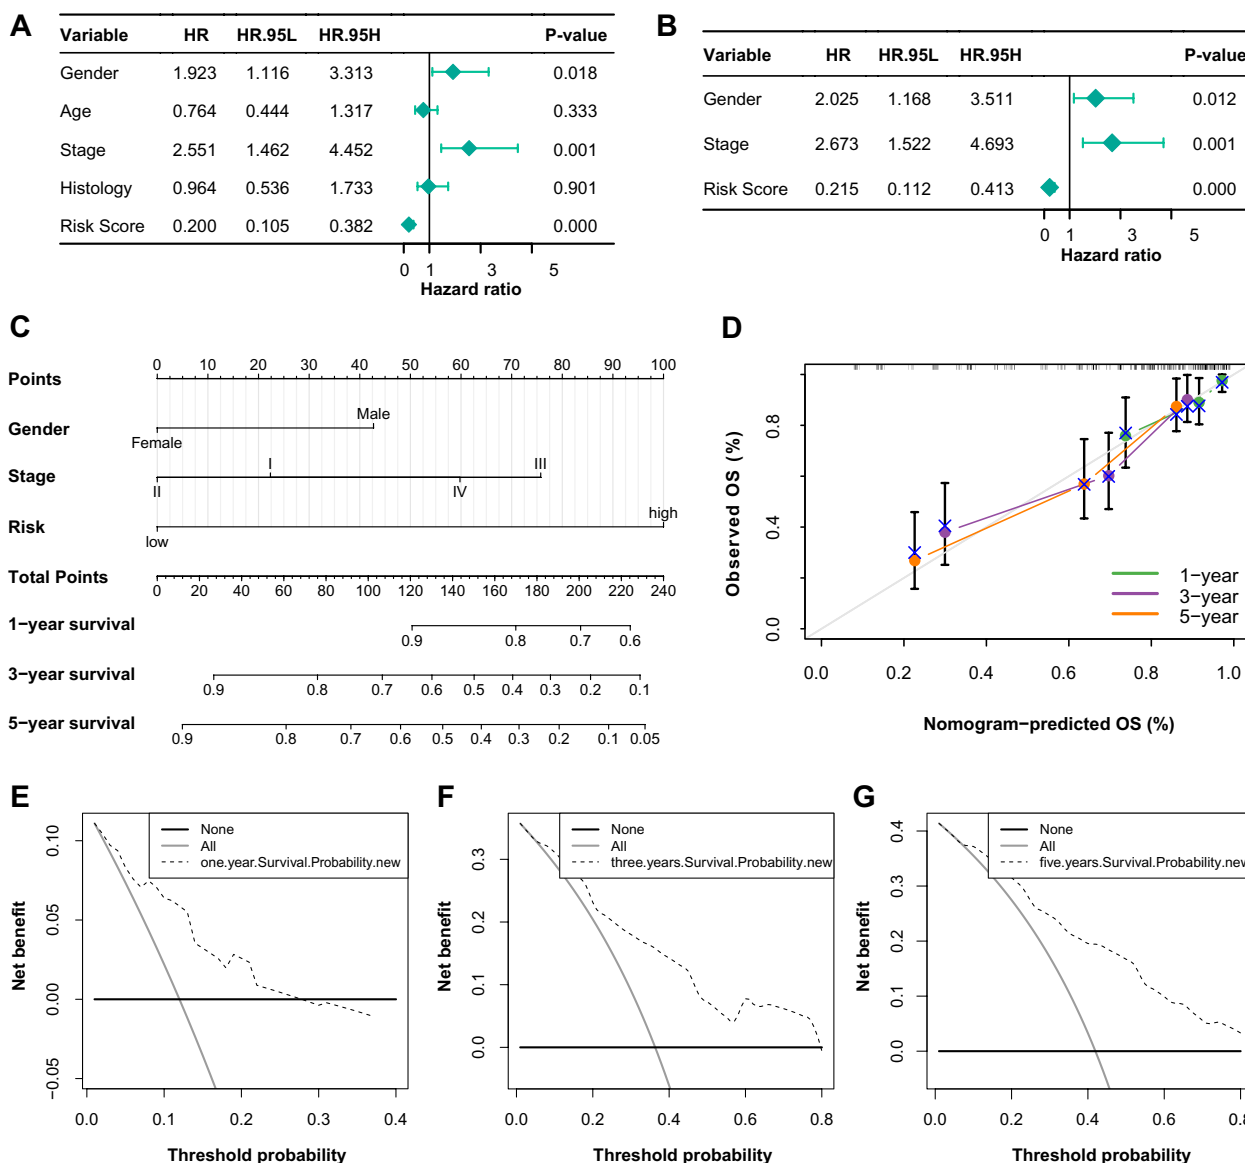 A
Variable HR HR.95L HR.95H P-value
Gender 1.923 1.116 3.313 0.018
Age 0.764 0.444 1.317 0.333
Stage 2.551 1.462 4.452 0.001
Histology 0.964 0.536 1.733 0.901
Risk Score 0.200 0.105 0.382 0.000
0 1 3 5
Hazard ratio
B
Variable HR HR.95L HR.95H P-value
Gender 2.025 1.168 3.511 0.012
Stage 2.673 1.522 4.693 0.001
Risk Score 0.215 0.112 0.413 0.000
0 1 3 5
Hazard ratio
C
Points 0 10 20 30 40 50 60 70 80 90 100
Gender Female Male
Stage II I IV III
Risk low high
Total Points 0 20 40 60 80 100 120 140 160 180 200 220 240
1−year survival 0.9 0.8 0.7 0.6
3−year survival 0.9 0.8 0.7 0.6 0.5 0.4 0.3 0.2 0.1
5−year survival 0.9 0.8 0.7 0.6 0.5 0.4 0.3 0.2 0.1 0.05
D
Observed OS (%)
0.0 0.4 0.8
1−year
3−year
5−year
0.0 0.2 0.4 0.6 0.8 1.0
Nomogram−predicted OS (%)
E
Net benefit
−0.05 0.00 0.05 0.10
None
All
one.year.Survival.Probability.new
0.0 0.1 0.2 0.3 0.4
Threshold probability
F
Net benefit
0.0 0.1 0.2 0.3
None
All
three.years.Survival.Probability.new
0.0 0.2 0.4 0.6 0.8
Threshold probability
G
Net benefit
0.0 0.1 0.2 0.3 0.4
None
All
five.years.Survival.Probability.new
0.0 0.2 0.4 0.6 0.8
Threshold probability